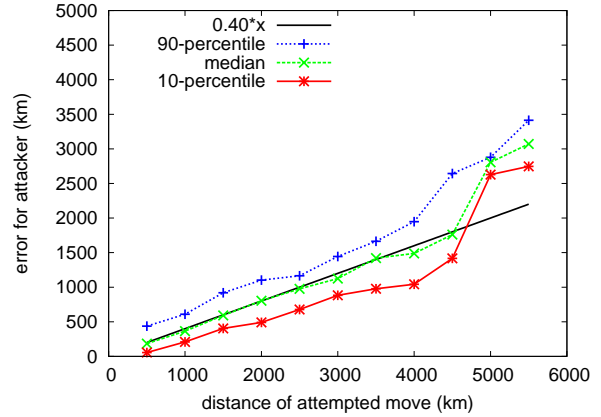 5000
4500
4000
3500
3000
2500
2000
1500
1000
500
0
error for attacker (km)
0.40*x
90-percentile
median
10-percentile
0 1000 2000 3000 4000 5000 6000
distance of attempted move (km)